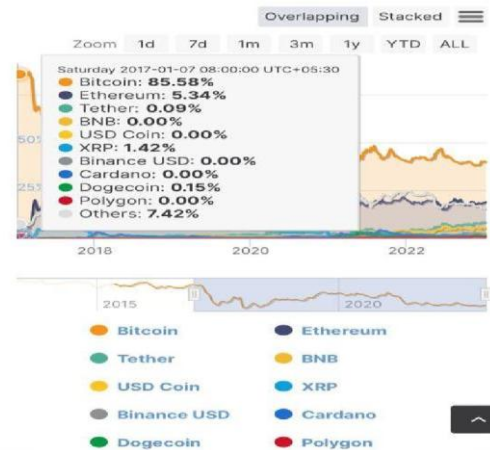 Overlapping Stacked
Zoom 1d 7d 1m 3m 1y YTD ALL
Saturday 2017-01-07 08:00:00 UTC+05:30
Bitcoin: 85.58%
Ethereum: 5.34%
Tether: 0.09%
BNB: 0.00%
USD Coin: 0.00%
XRP: 1.42%
Binance USD: 0.00%
Cardano: 0.00%
Dogecoin: 0.15%
Polygon: 0.00%
Others: 7.42%
50%
25%
2018 2020 2022
2015 2020
Bitcoin Ethereum
Tether BNB
USD Coin XRP
Binance USD Cardano
Dogecoin Polygon